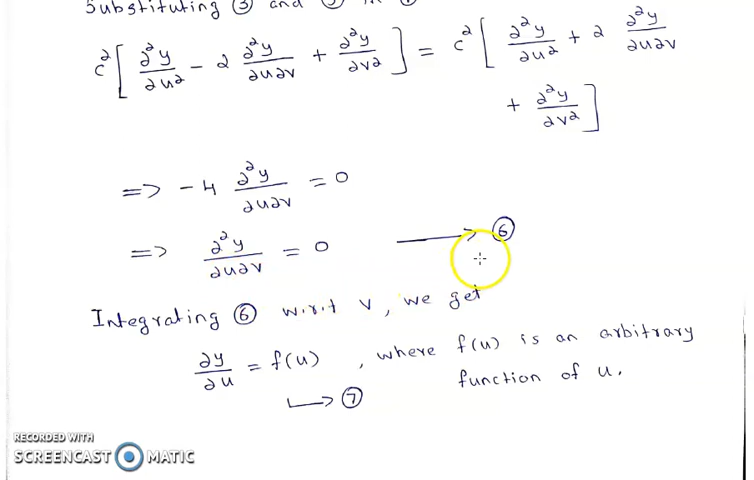 Substituting ③ and ⑤ in
c²[∂²y/∂u² - 2 ∂²y/∂u∂v + ∂²y/∂v²] = c²[∂²y/∂u² + 2 ∂²y/∂u∂v
+ ∂²y/∂v²]
=> -4 ∂²y/∂u∂v = 0
=> ∂²y/∂u∂v = 0 → ⑥
Integrating ⑥ w.r.t v, we get
∂y/∂u = f(u), where f(u) is an arbitrary
function of u.
↳ ⑦
RECORDED WITH
SCREENCAST MATIC